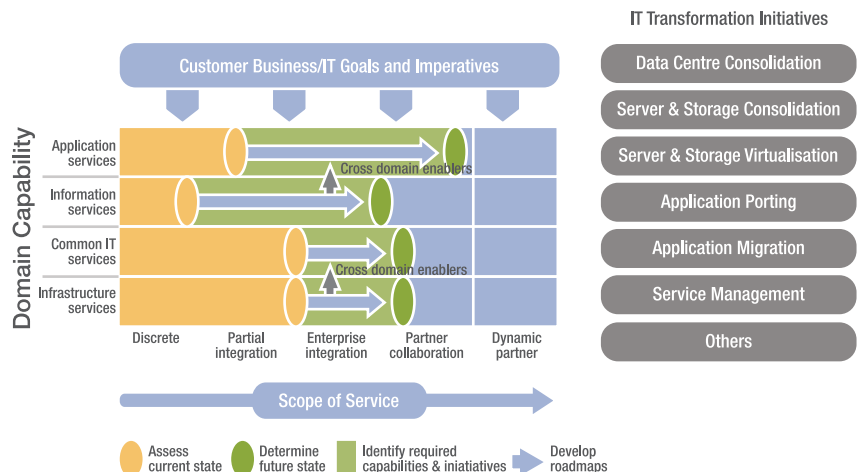 IT Transformation Initiatives
Customer Business/IT Goals and Imperatives
Domain Capability
Application
services
Cross domain enablers
Information
services
Common IT
services
Cross domain enablers
Infrastructure
services
Discrete
Partial
integration
Enterprise
integration
Partner
collaboration
Dynamic
partner
Scope of Service
Assess
current state
Determine
future state
Identify required
capabilities & iniatiatives
Develop
roadmaps
Data Centre Consolidation
Server & Storage Consolidation
Server & Storage Virtualisation
Application Porting
Application Migration
Service Management
Others